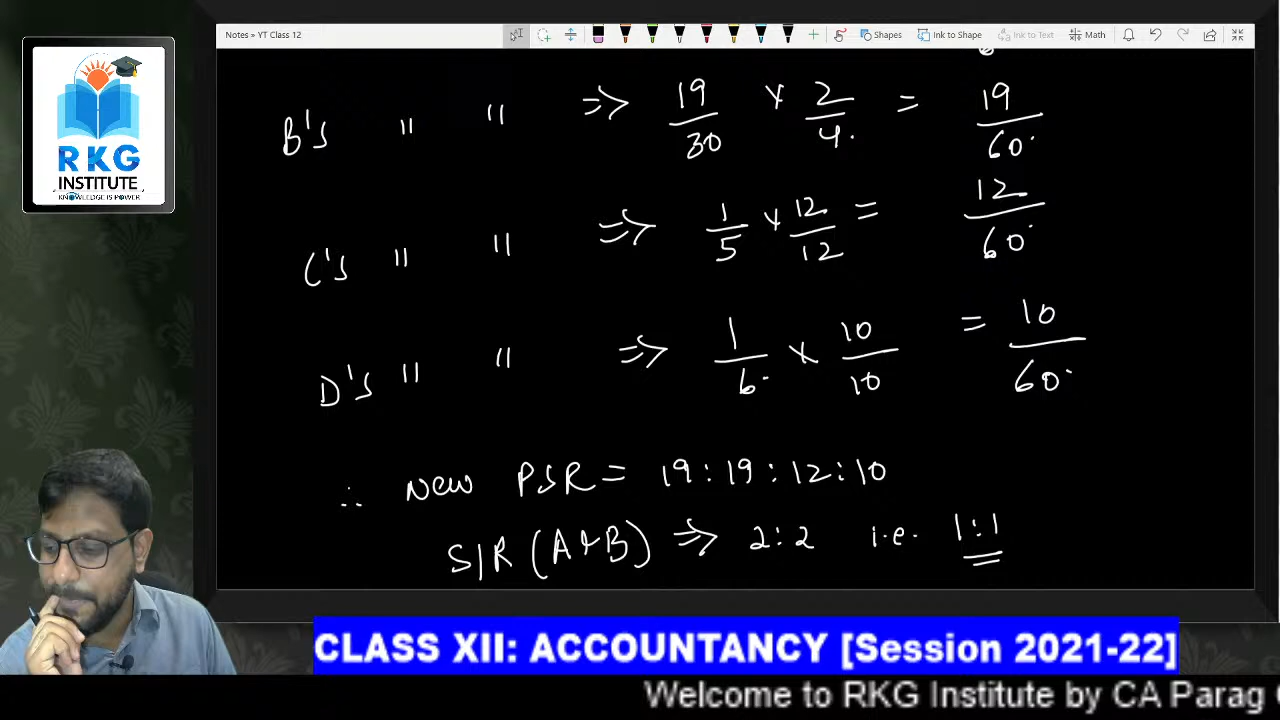 Notes » YT Class 12
Shapes Ink to Shape Ink to Text Math
RKG
INSTITUTE
KNOWLEDGE IS POWER
B's " " ⇒ 19/30 × 2/4 = 19/60
C's " " ⇒ 1/5 × 12/12 = 12/60
D's " " ⇒ 1/6 × 10/10 = 10/60
∴ New PSR = 19:19:12:10
S/R (A & B) ⇒ 2:2 i.e. 1:1
CLASS XII: ACCOUNTANCY [Session 2021-22]
Welcome to RKG Institute by CA Parag